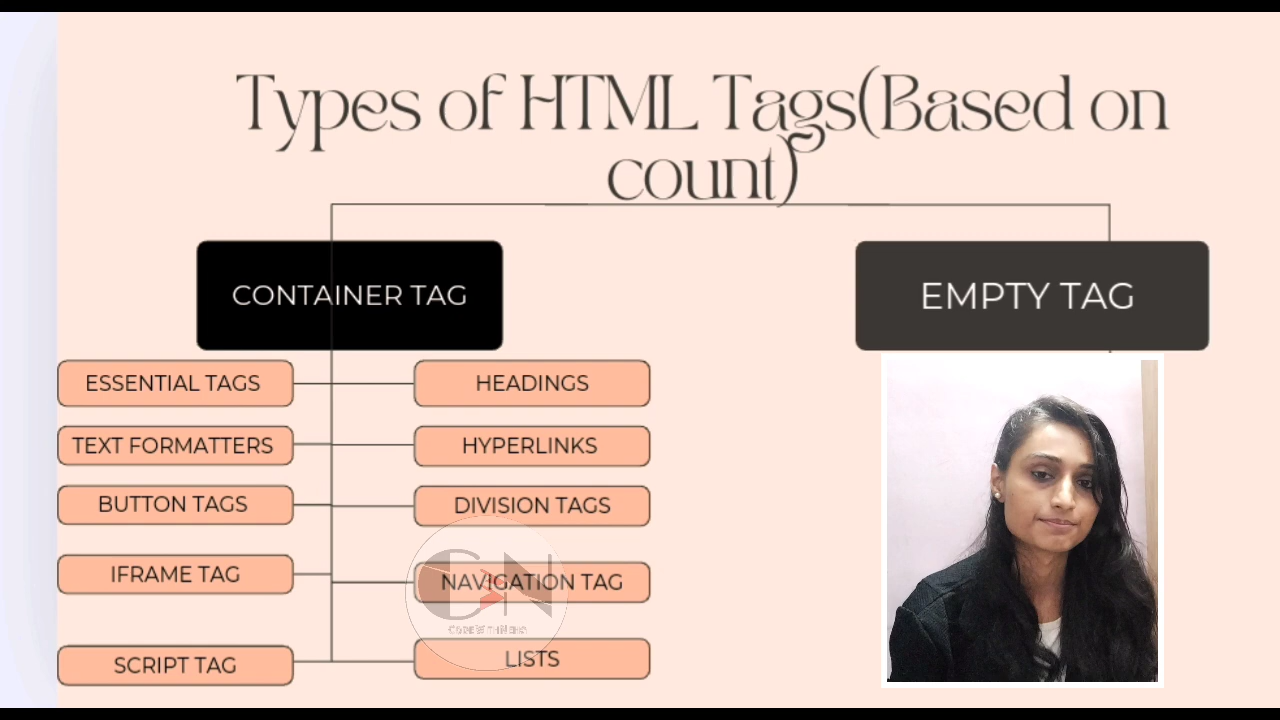 Types of HTML Tags(Based on
count)
CONTAINER TAG
EMPTY TAG
ESSENTIAL TAGS
HEADINGS
TEXT FORMATTERS
HYPERLINKS
BUTTON TAGS
DIVISION TAGS
IFRAME TAG
NAVIGATION TAG
SCRIPT TAG
LISTS